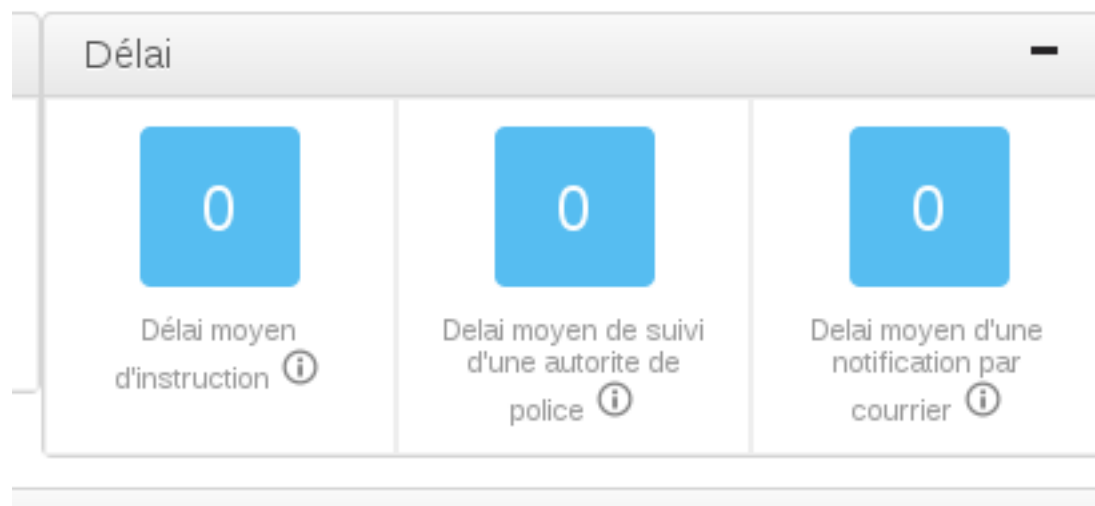 Délai
0
Délai moyen
d'instruction
0
Delai moyen de suivi
d'une autorite de
police
0
Delai moyen d'une
notification par
courrier